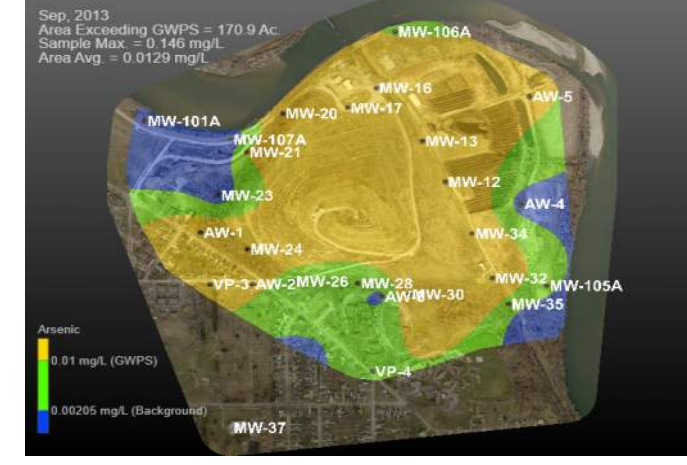 Sep, 2013
Area Exceeding GWPS = 170.9 Ac.
Sample Max. = 0.146 mg/L
Area Avg. = 0.0129 mg/L
MW-106A
MW-16
AW-5
MW-17
MW-20
MW-101A
MW-107A
MW-13
MW-21
MW-12
MW-23
AW-4
AW-1
MW-34
MW-24
MW-32
VP-3
AW-2
MW-26
MW-28
MW-105A
MW-30
MW-35
Arsenic
0.01 mg/L (GWPS)
VP-4
0.00205 mg/L (Background)
MW-37